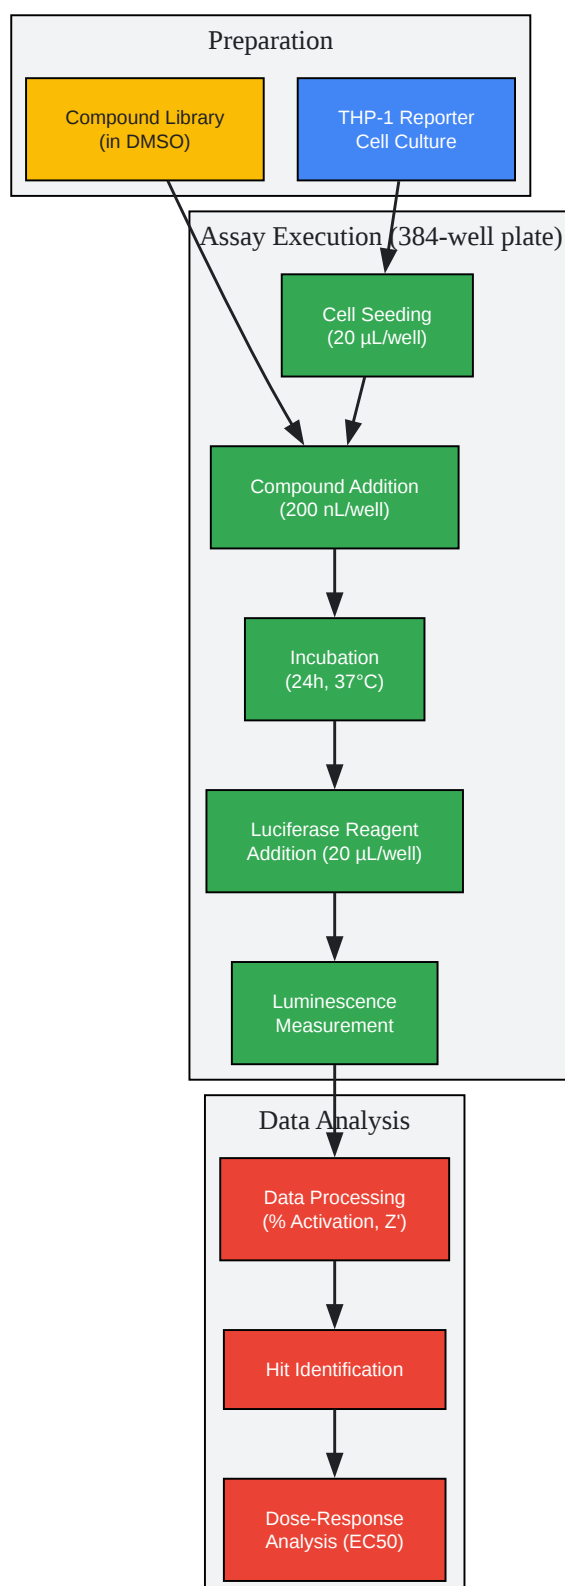 Preparation
Compound Library
(in DMSO)
THP-1 Reporter
Cell Culture
Assay Execution (384-well plate)
Cell Seeding
(20 µL/well)
Compound Addition
(200 nL/well)
Incubation
(24h, 37°C)
Luciferase Reagent
Addition (20 µL/well)
Luminescence
Measurement
Data Analysis
Data Processing
(% Activation, Z')
Hit Identification
Dose-Response
Analysis (EC50)